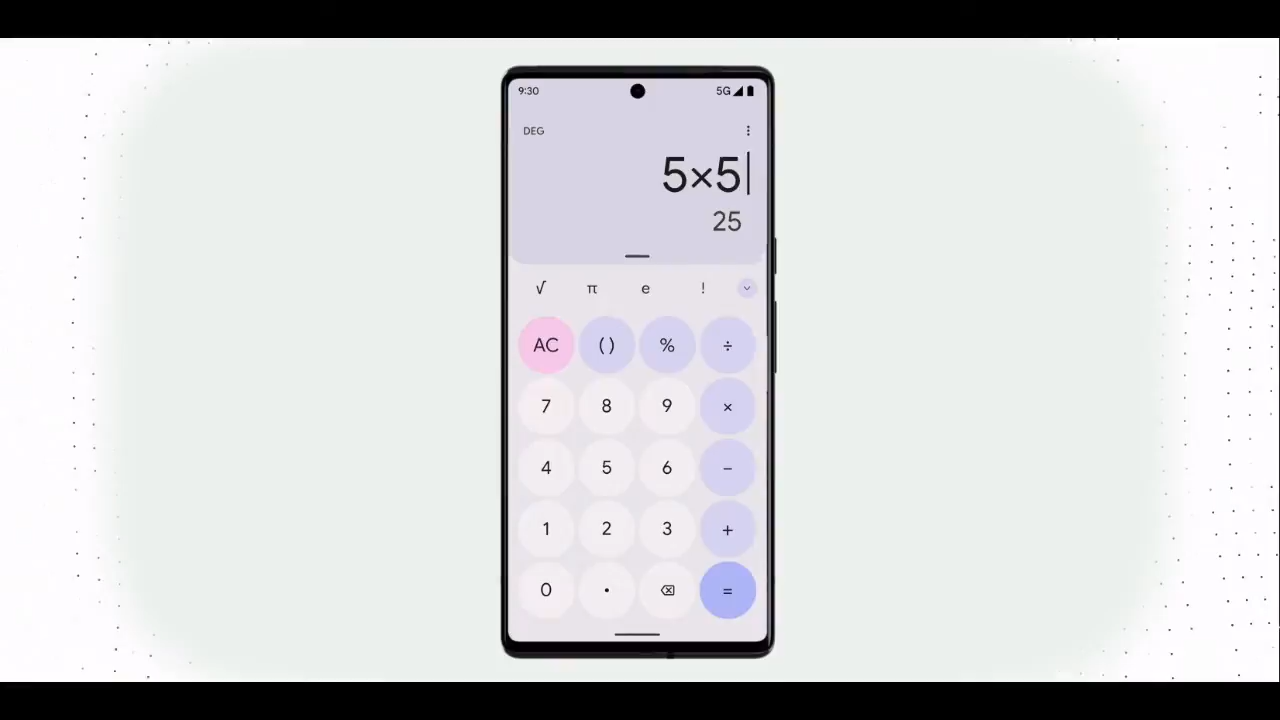 9:30 5G
DEG
5×5
25
√ π e !
AC ( ) % ÷
7 8 9 ×
4 5 6 −
1 2 3 +
0 . =